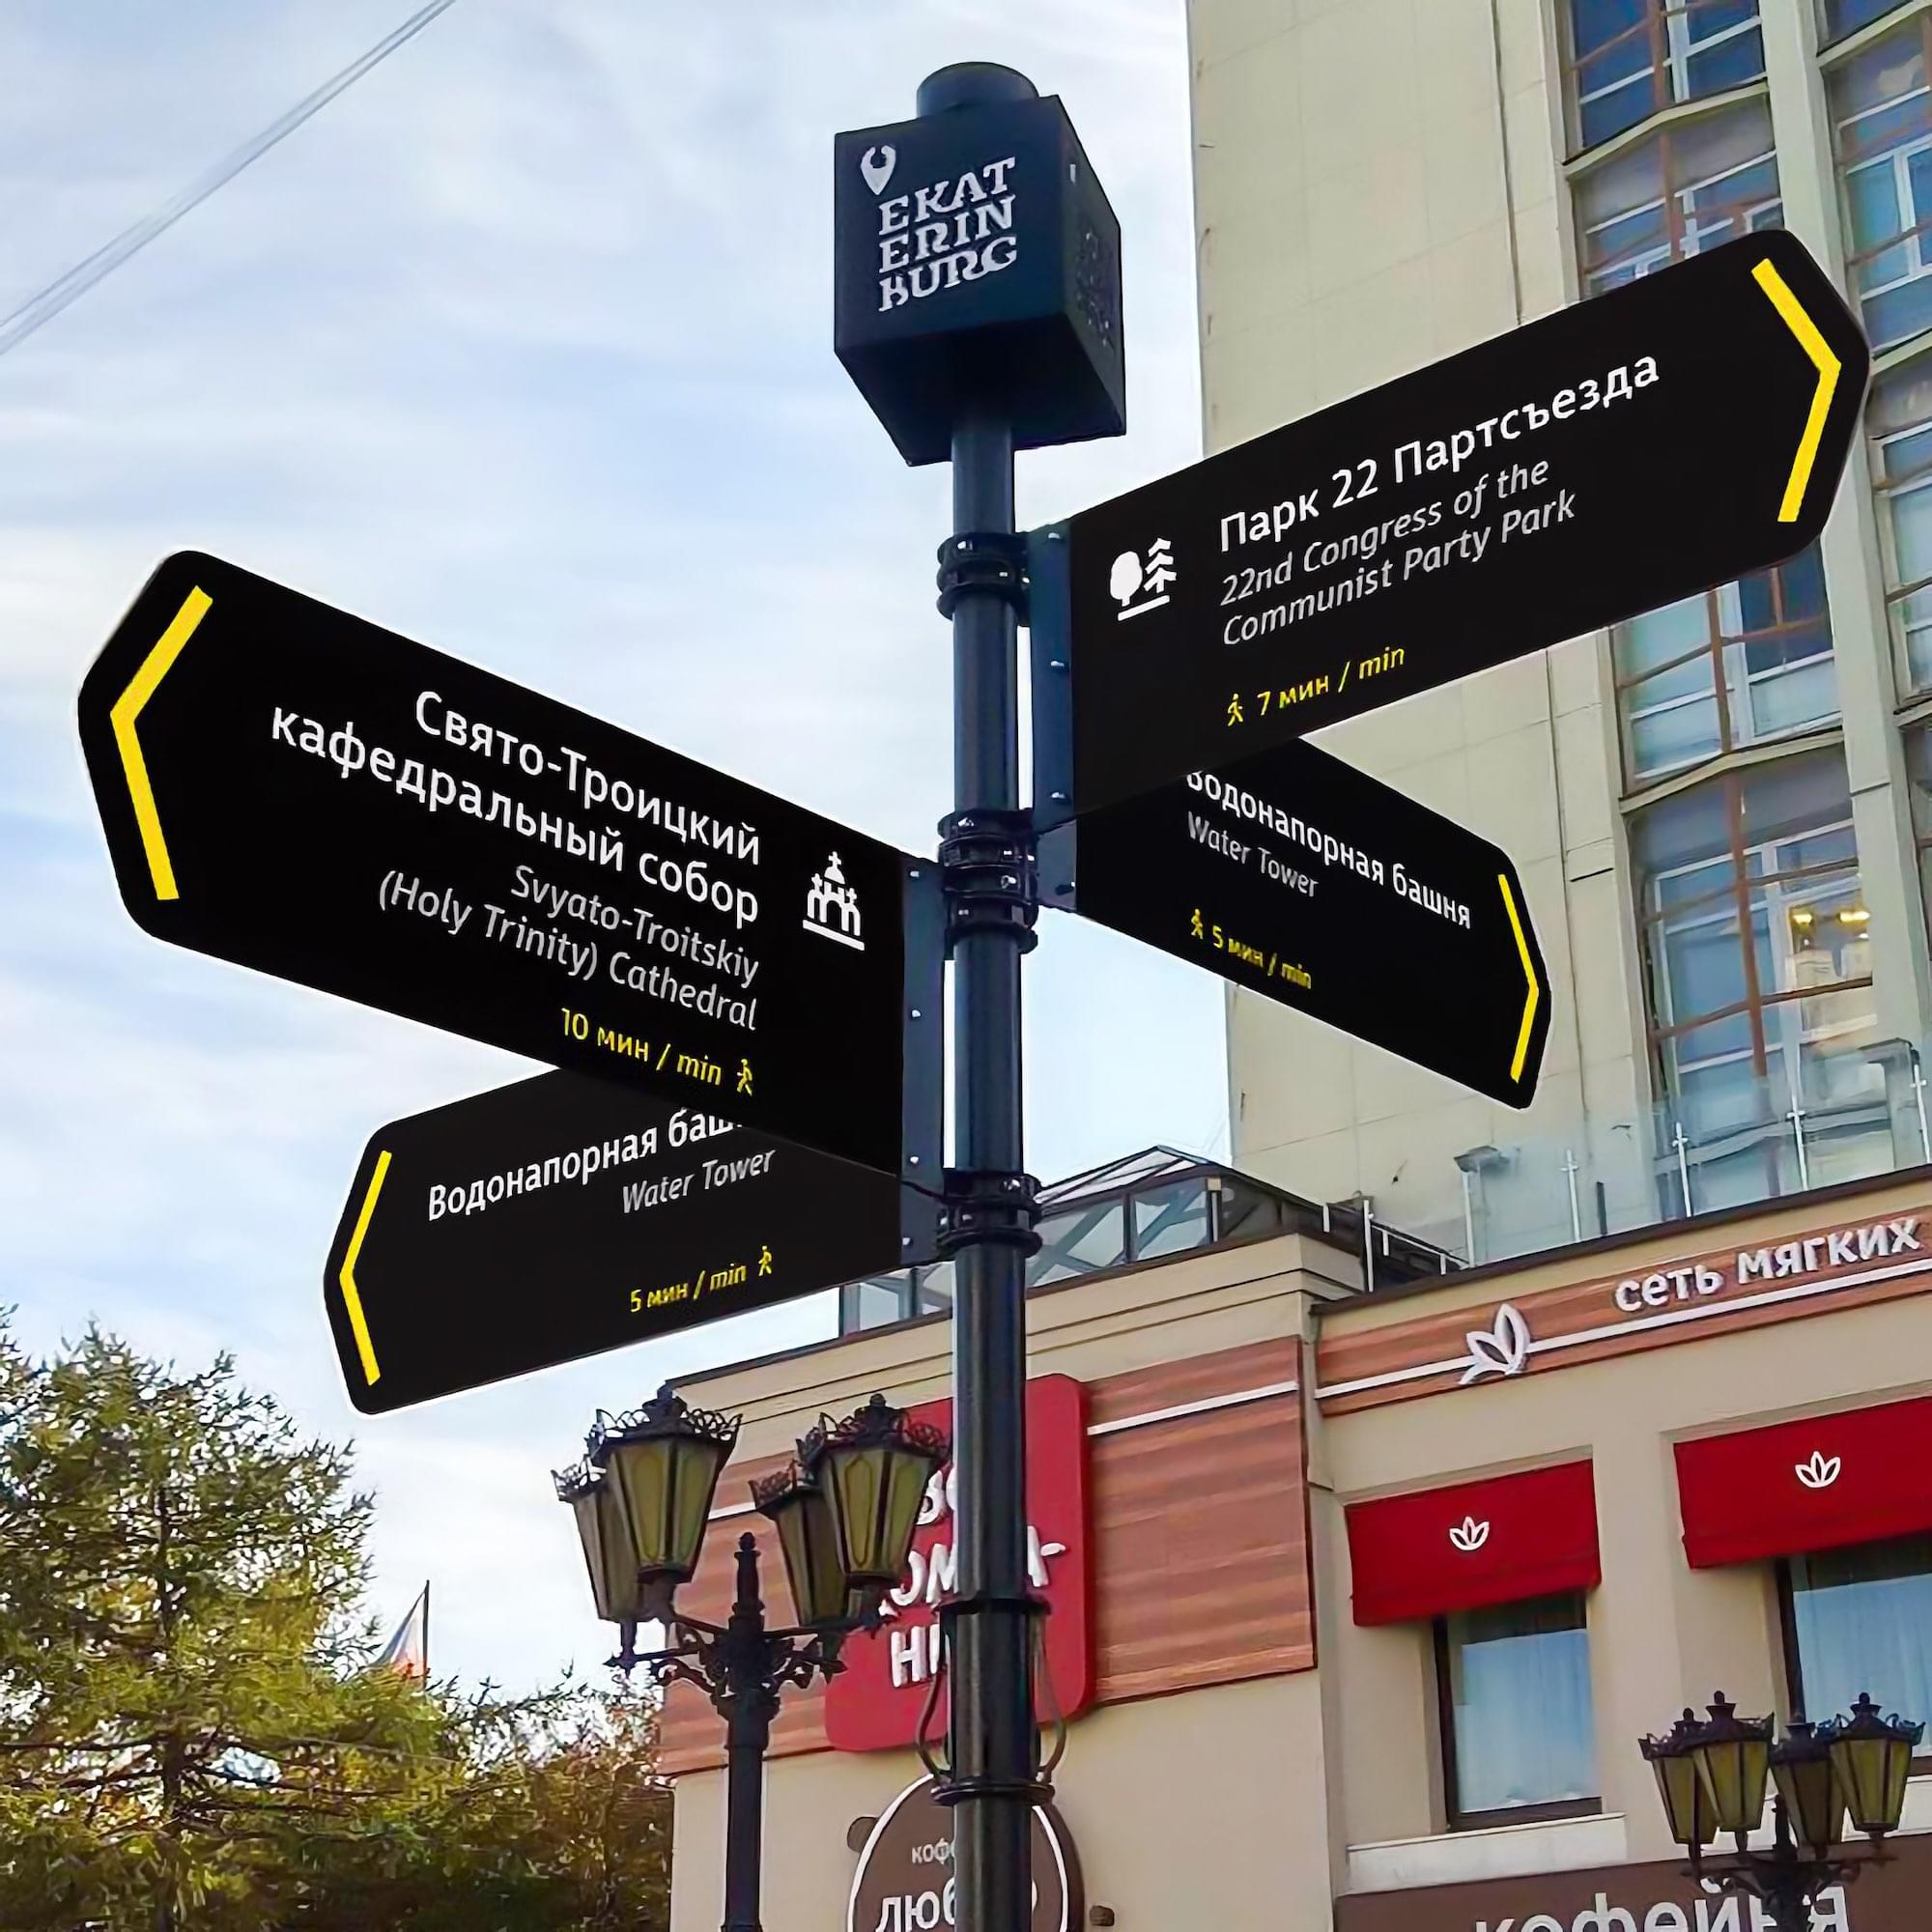 EKAT
ERIN
BURG
Парк 22 Партсъезда
22nd Congress of the
Communist Party Park
7 мин / min
Свято-Троицкий
кафедральный собор
Svyato-Troitskiy
(Holy Trinity) Cathedral
10 мин / min
Водонапорная башня
Water Tower
5 мин / min
Водонапорная
Water Tower
5 мин / min
сеть мягких
кофейня